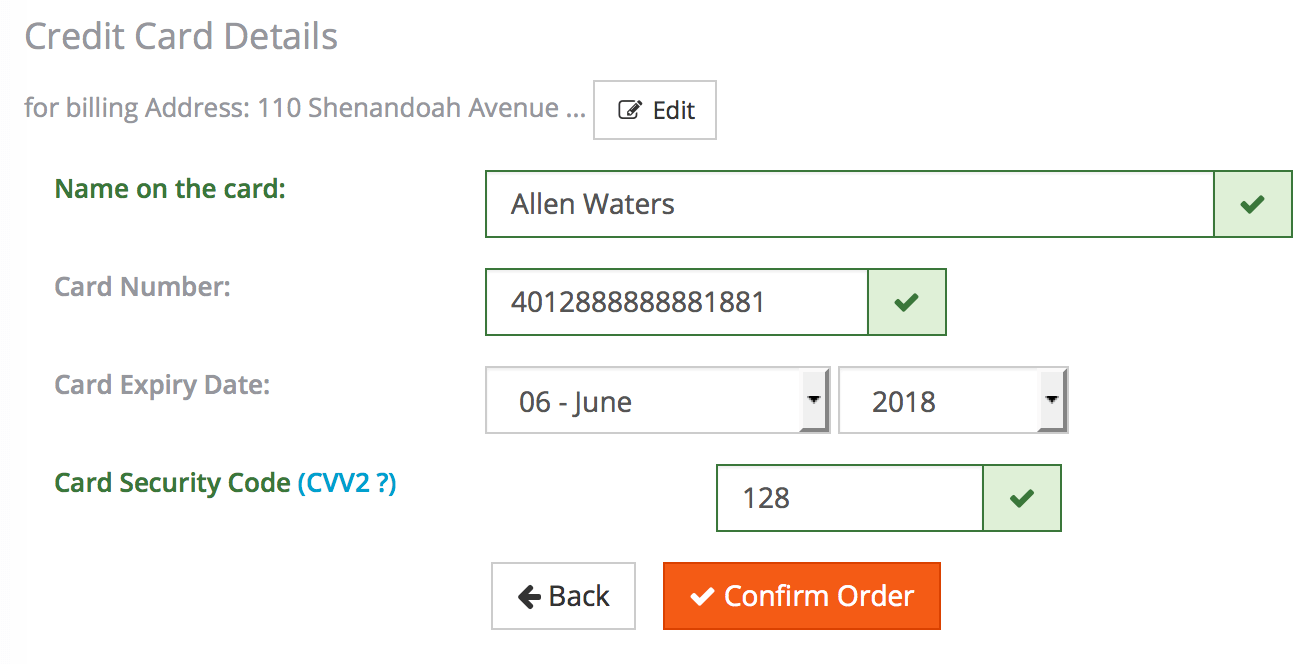 Credit Card Details
for billing Address: 110 Shenandoah Avenue ... Edit
Name on the card: Allen Waters
Card Number: 4012888888881881
Card Expiry Date: 06 - June 2018
Card Security Code (CVV2 ?) 128
Back Confirm Order